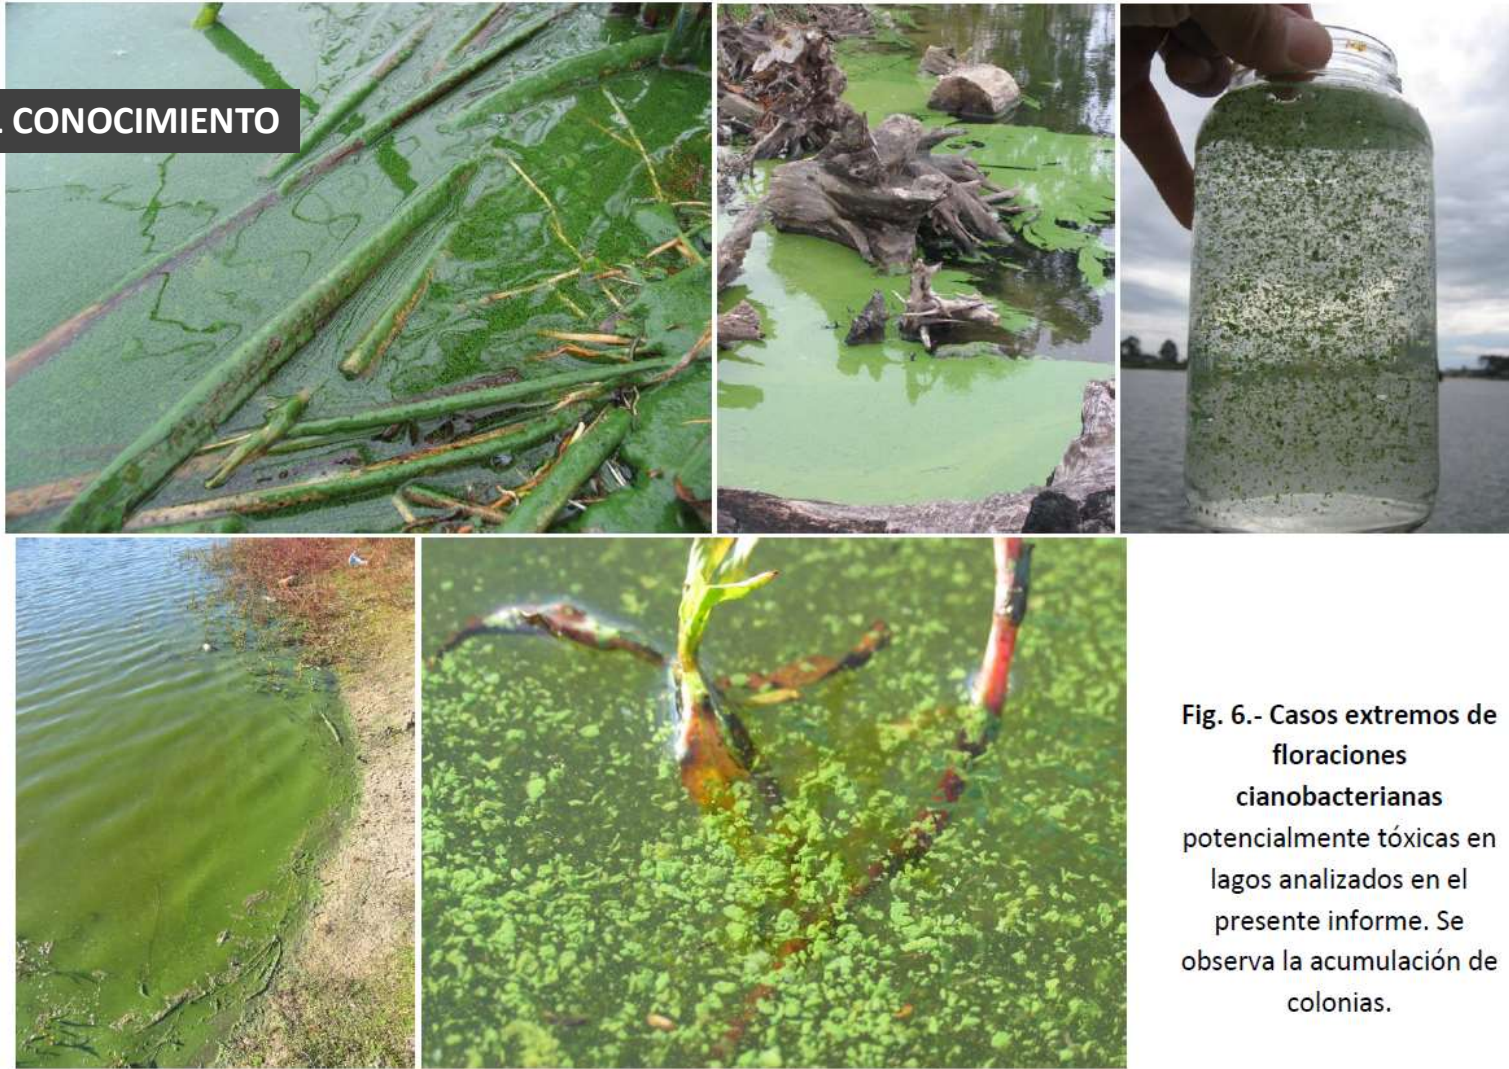 CONOCIMIENTO
Fig. 6.- Casos extremos de
floraciones
cianobacterianas
potencialmente tóxicas en
lagos analizados en el
presente informe. Se
observa la acumulación de
colonias.